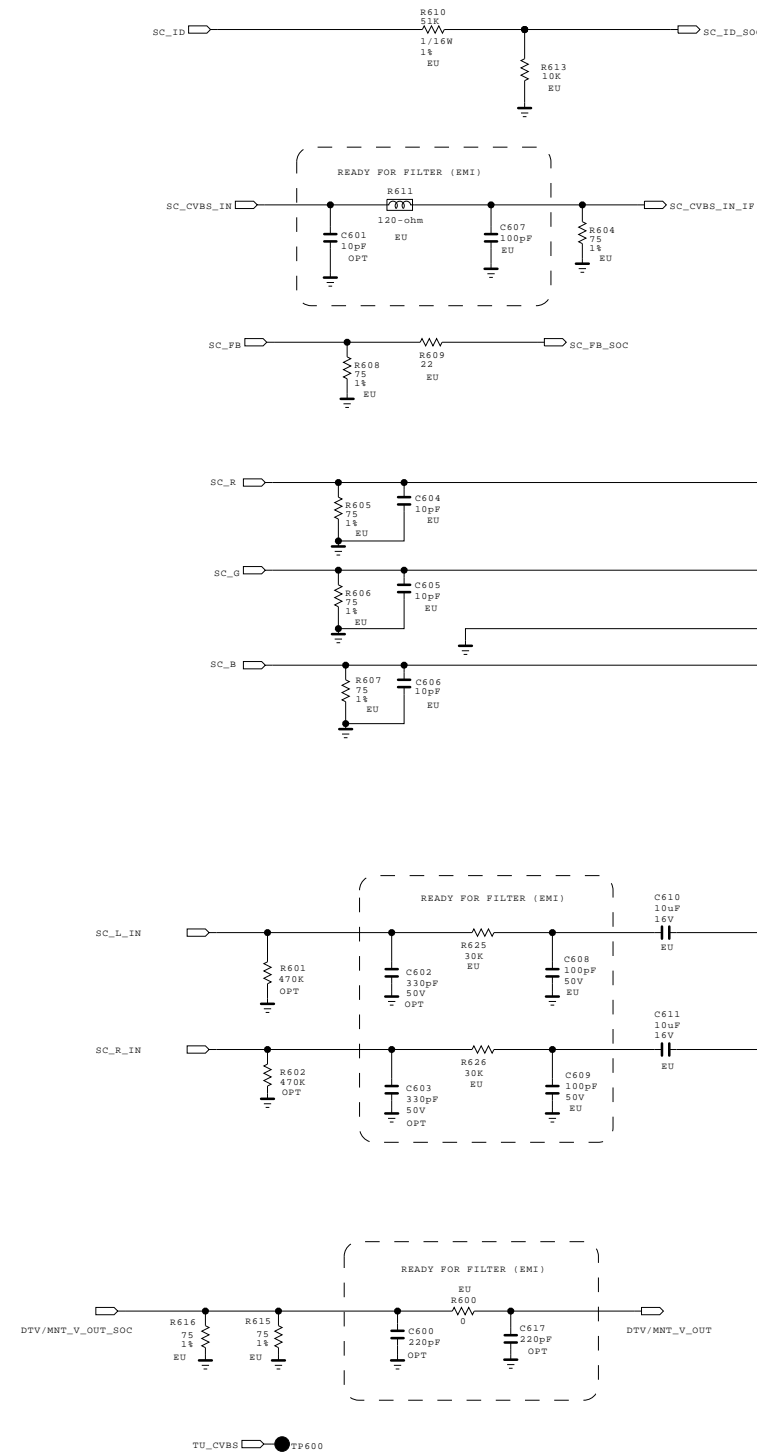 R610
51K
SC_ID
1/16W
1%
EU
SC_ID_SO
R613
10K
EU
READY FOR FILTER (EMI)
R611
SC_CVBS_IN
SC_CVBS_IN_IF
120-ohm
EU
C601
10pF
OPT
C607
100pF
EU
R604
75
1%
EU
SC_FB
SC_FB_SOC
R608
75
1%
EU
R609
22
EU
SC_R
R605
75
1%
EU
C604
10pF
EU
SC_G
R606
75
1%
EU
C605
10pF
EU
SC_B
R607
75
1%
EU
C606
10pF
EU
READY FOR FILTER (EMI)
C610
10uF
16V
EU
SC_L_IN
R601
470K
OPT
C602
330pF
50V
OPT
R625
30K
EU
C608
100pF
50V
EU
C611
10uF
16V
EU
SC_R_IN
R602
470K
OPT
C603
330pF
50V
OPT
R626
30K
EU
C609
100pF
50V
EU
READY FOR FILTER (EMI)
EU
R600
0
DTV/MNT_V_OUT_SOC
R616
75
1%
EU
R615
75
1%
EU
C600
220pF
OPT
C617
220pF
OPT
DTV/MNT_V_OUT
TU_CVBS
TP600